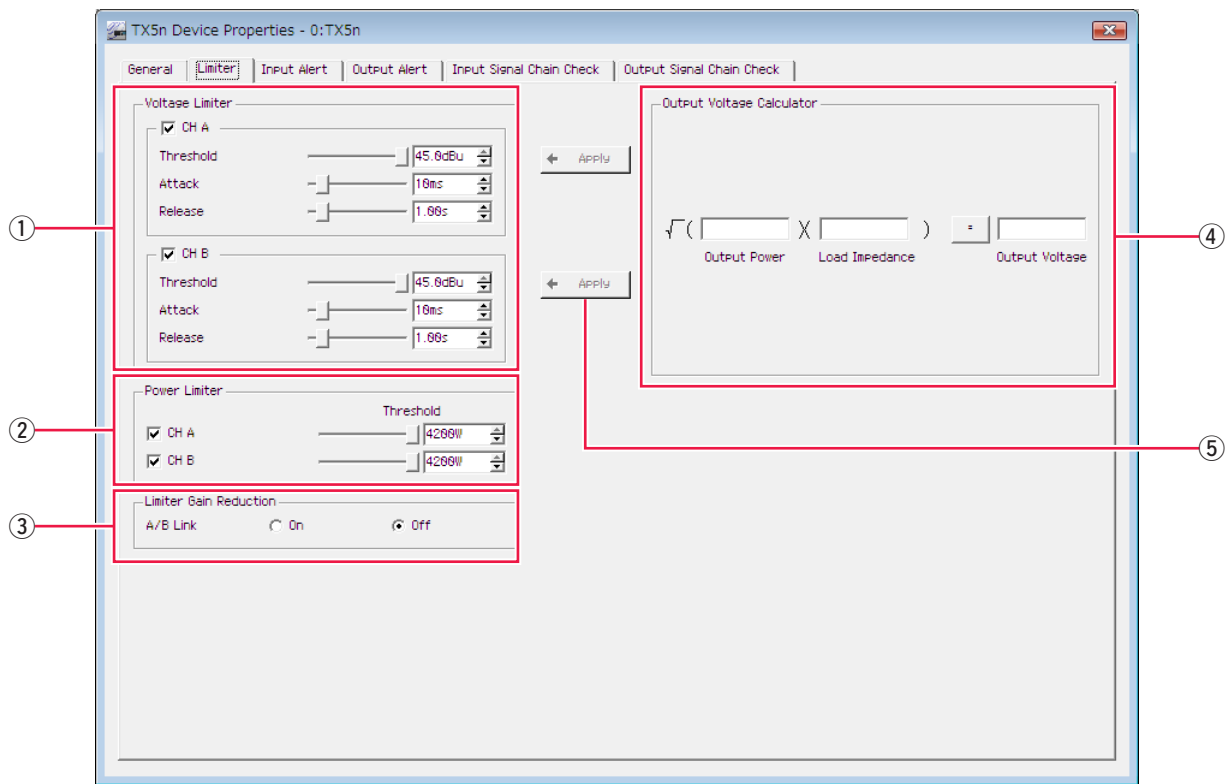 TX5n Device Properties - 0:TX5n
General Limiter Input Alert Output Alert Input Signal Chain Check Output Signal Chain Check
Voltage Limiter
CH A
Threshold 45.0dBu
Attack 10ms
Release 1.00s
Apply
CH B
Threshold 45.0dBu
Attack 10ms
Release 1.00s
Apply
Output Voltage Calculator
√( X ) =
Output Power Load Impedance Output Voltage
Power Limiter
Threshold
CH A 4200W
CH B 4200W
Limiter Gain Reduction
A/B Link On Off
①
②
③
④
⑤